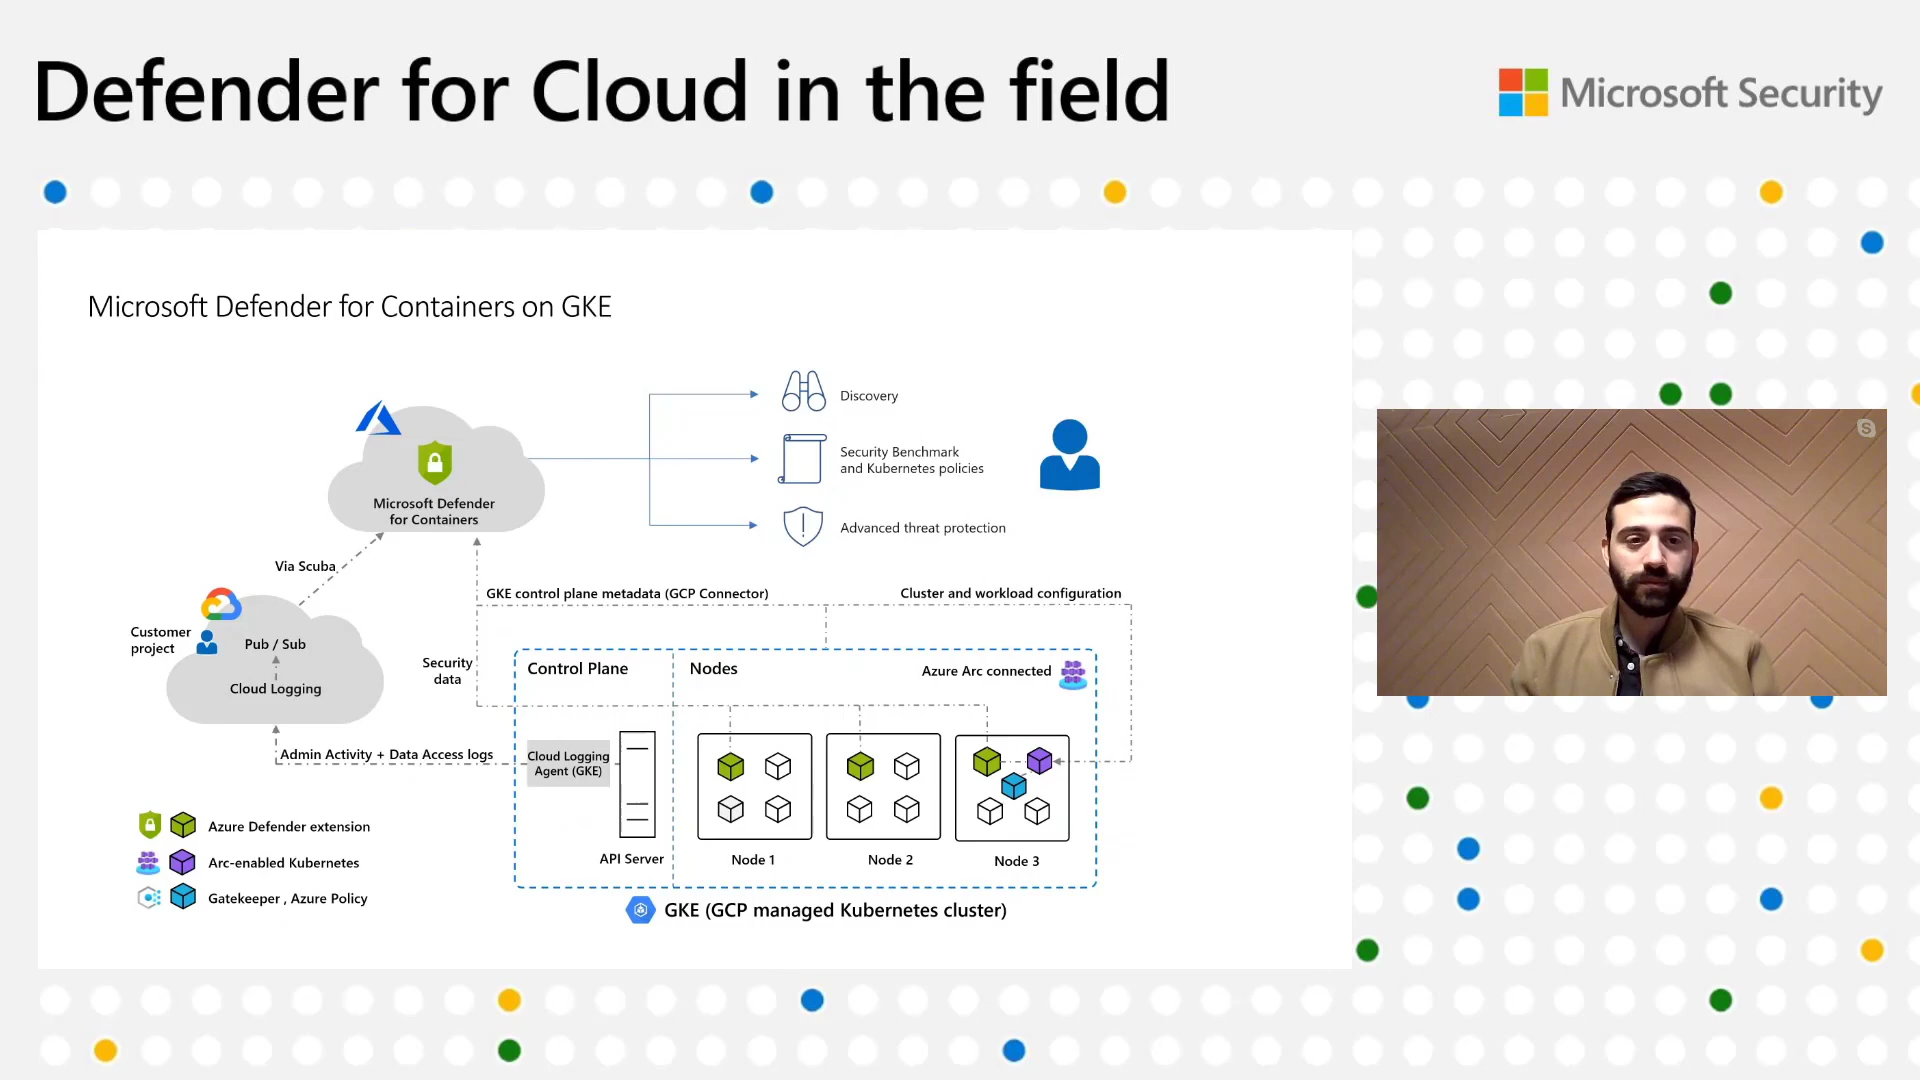 Defender for Cloud in the field
Microsoft Security
Microsoft Defender for Containers on GKE
Discovery
Security Benchmark
and Kubernetes policies
Advanced threat protection
Microsoft Defender
for Containers
Via Scuba
GKE control plane metadata (GCP Connector)
Cluster and workload configuration
Customer
project
Pub / Sub
Cloud Logging
Security
data
Control Plane
Nodes
Azure Arc connected
Admin Activity + Data Access logs
Cloud Logging
Agent (GKE)
API Server
Node 1
Node 2
Node 3
Azure Defender extension
Arc-enabled Kubernetes
Gatekeeper , Azure Policy
GKE (GCP managed Kubernetes cluster)
S